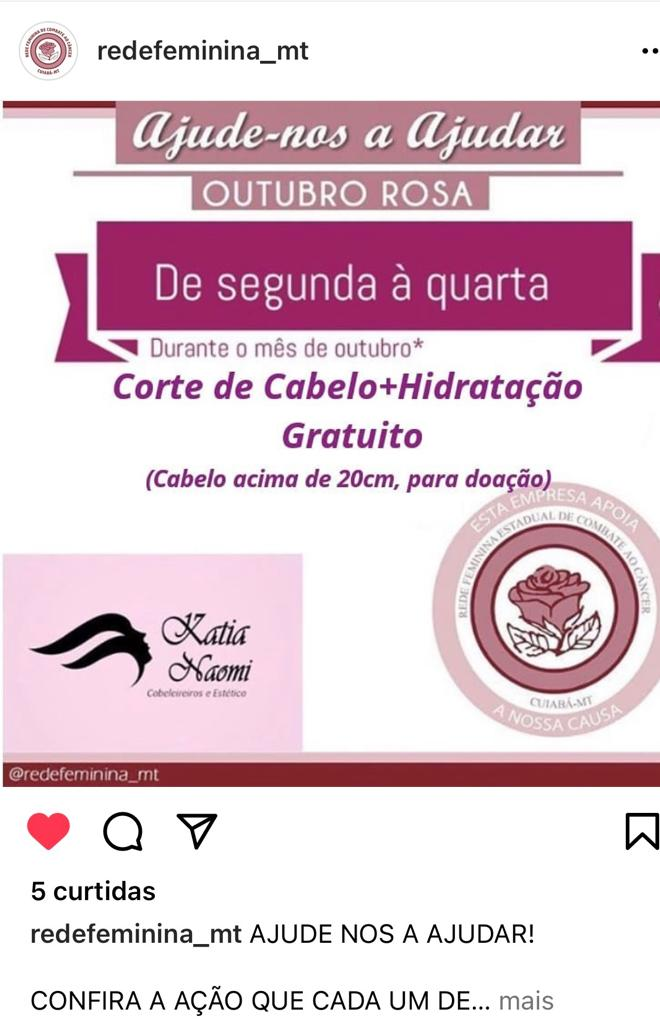 redefeminina_mt
Ajude-nos a Ajudar
OUTUBRO ROSA
De segunda à quarta
Durante o mês de outubro*
Corte de Cabelo+Hidratação
Gratuito
(Cabelo acima de 20cm, para doação)
ESTA EMPRESA APOIA
REDE FEMININA ESTADUAL DE COMBATE AO CÂNCER
CUIABÁ-MT
A NOSSA CAUSA
Katia
Naomi
Cabeleireiros e Estética
@redefeminina_mt
5 curtidas
redefeminina_mt AJUDE NOS A AJUDAR!
CONFIRA A AÇÃO QUE CADA UM DE... mais